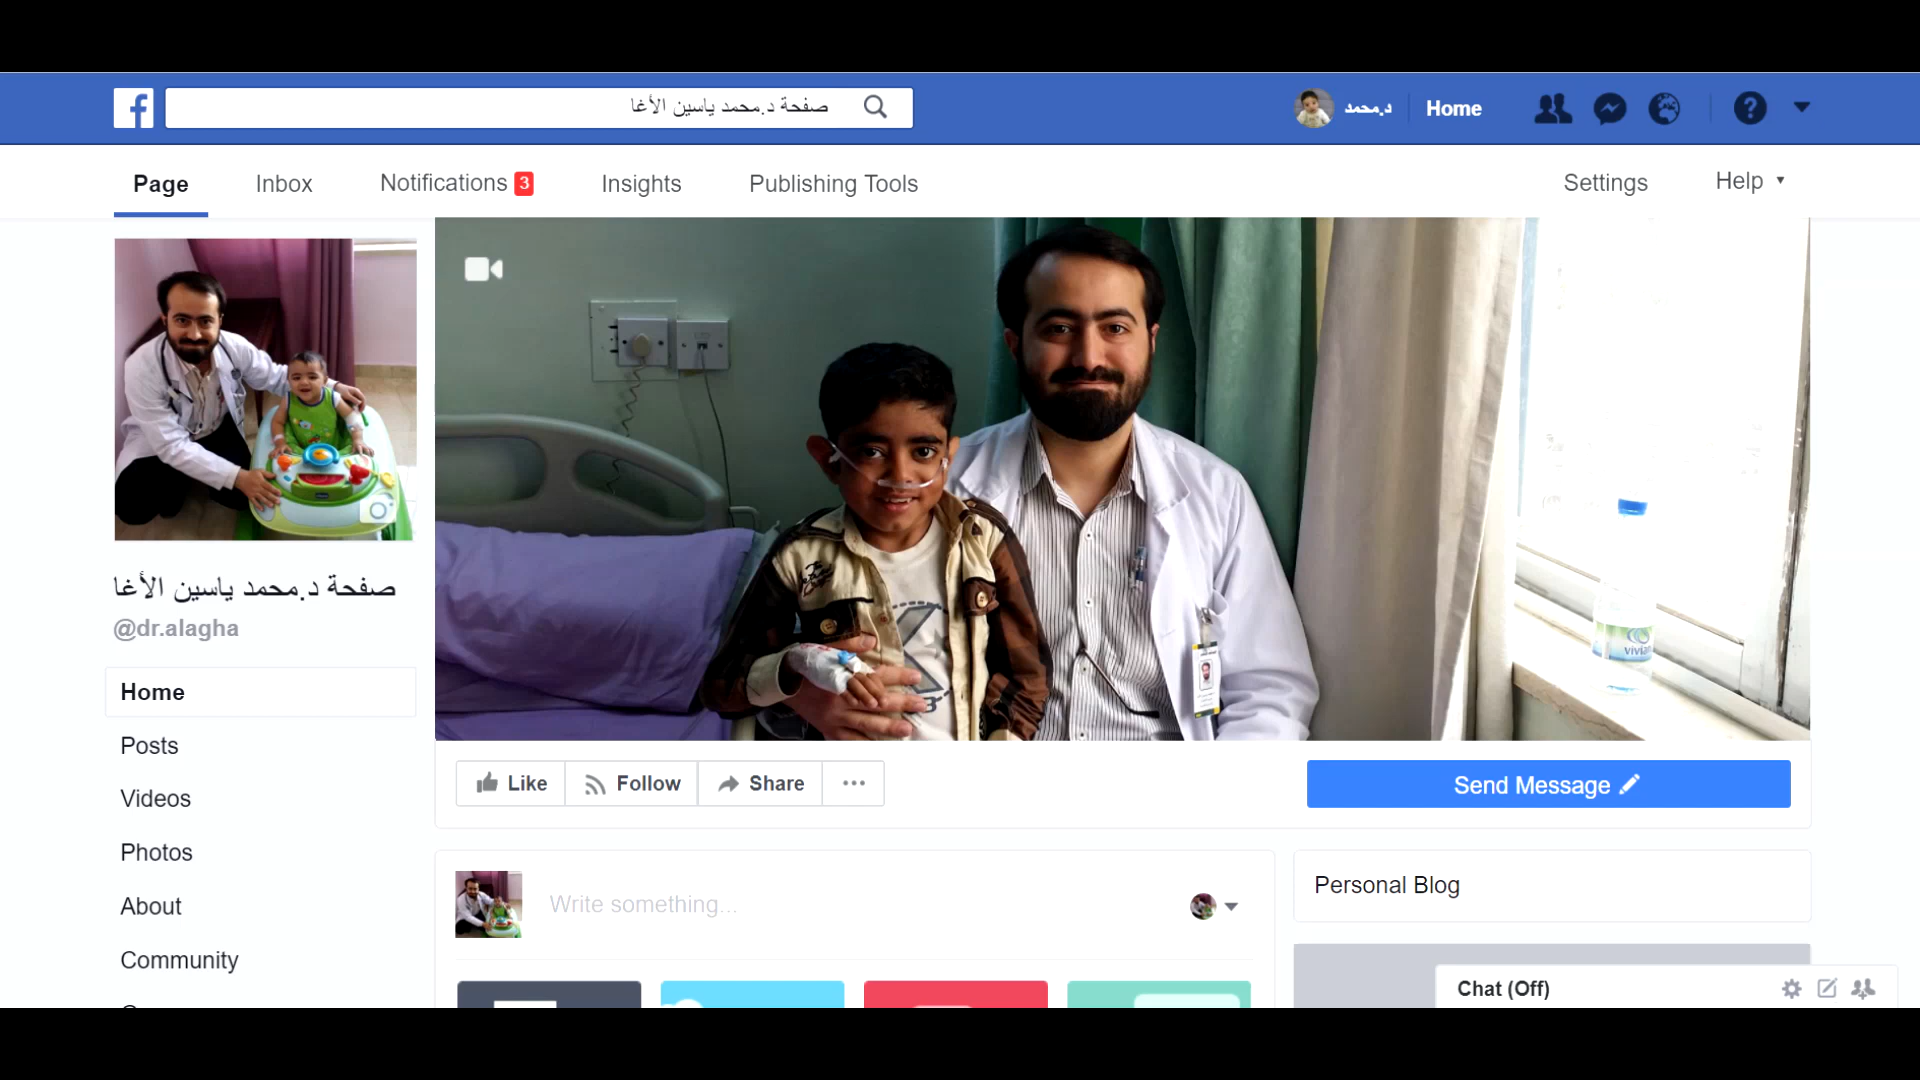 صفحة د.محمد ياسين الأغا
د.محمد
Home
Page
Inbox
Notifications 3
Insights
Publishing Tools
Settings
Help
صفحة د.محمد ياسين الأغا
@dr.alagha
Home
Posts
Videos
Photos
About
Community
Like
Follow
Share
Send Message
Write something...
Personal Blog
Chat (Off)